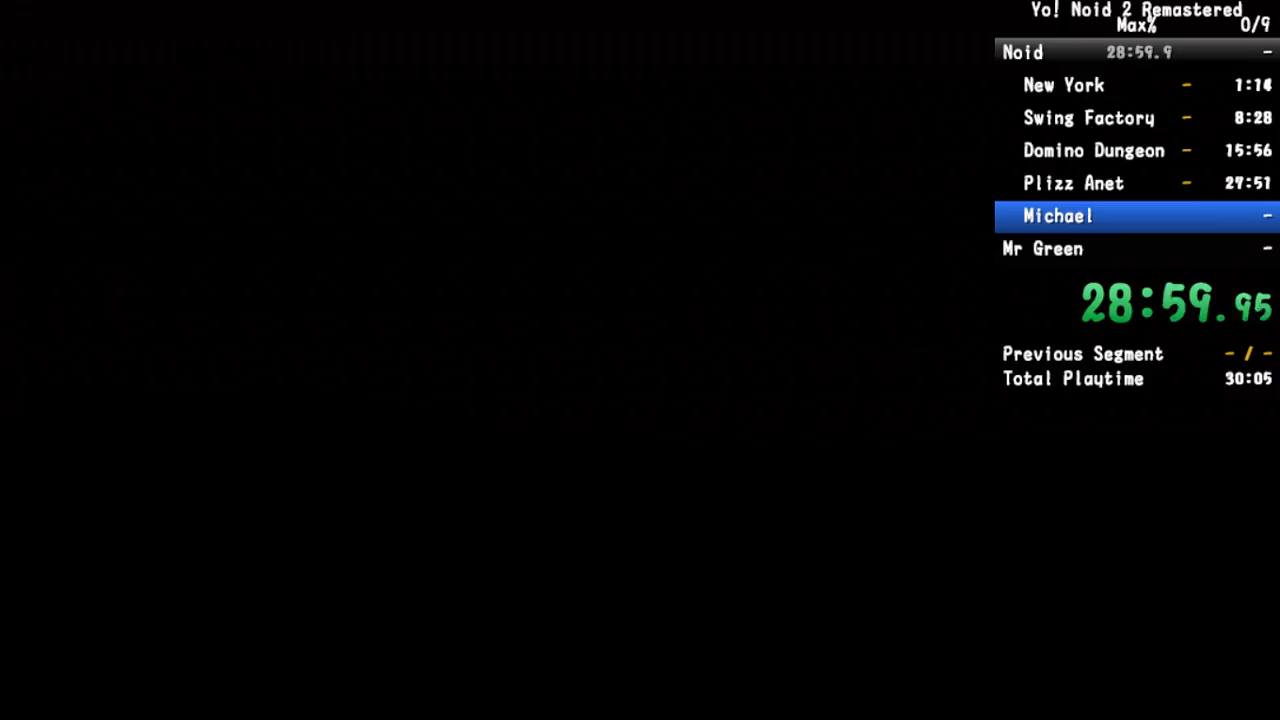 Yo! Noid 2 Remastered
Max% 0/9
Noid 28:59.9 -
New York - 1:14
Swing Factory - 8:28
Domino Dungeon - 15:56
Plizz Anet - 27:51
Michael -
Mr Green -
28:59.95
Previous Segment - / -
Total Playtime 30:05